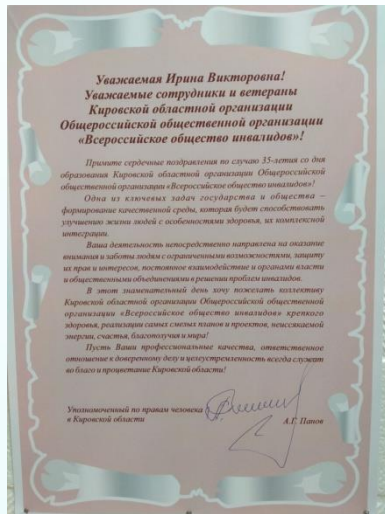 Уважаемая Ирина Викторовна!
Уважаемые сотрудники и ветераны
Кировской областной организации
Общероссийской общественной организации
«Всероссийское общество инвалидов»!
Примите сердечные поздравления по случаю 35-летия со дня
образования Кировской областной организации Общероссийской
общественной организации «Всероссийское общество инвалидов»!
Одна из ключевых задач государства и общества –
формирование качественной среды, которая будет способствовать
улучшению жизни людей с особенностями здоровья, их комплексной
интеграции.
Ваша деятельность непосредственно направлена на оказание
внимания и заботы людям с ограниченными возможностями, защиту
их прав и интересов, постоянное взаимодействие и органами власти
и общественными объединениями в решении проблем инвалидов.
В этот знаменательный день хочу пожелать коллективу
Кировской областной организации Общероссийской общественной
организации «Всероссийское общество инвалидов» крепкого
здоровья, реализации самых смелых планов и проектов, неиссякаемой
энергии, счастья, благополучия и мира!
Пусть Ваши профессиональные качества, ответственное
отношение к доверенному делу и целеустремленность всегда служат
во благо и процветание Кировской области!
Уполномоченный по правам человека
в Кировской области
А.Г. Панов